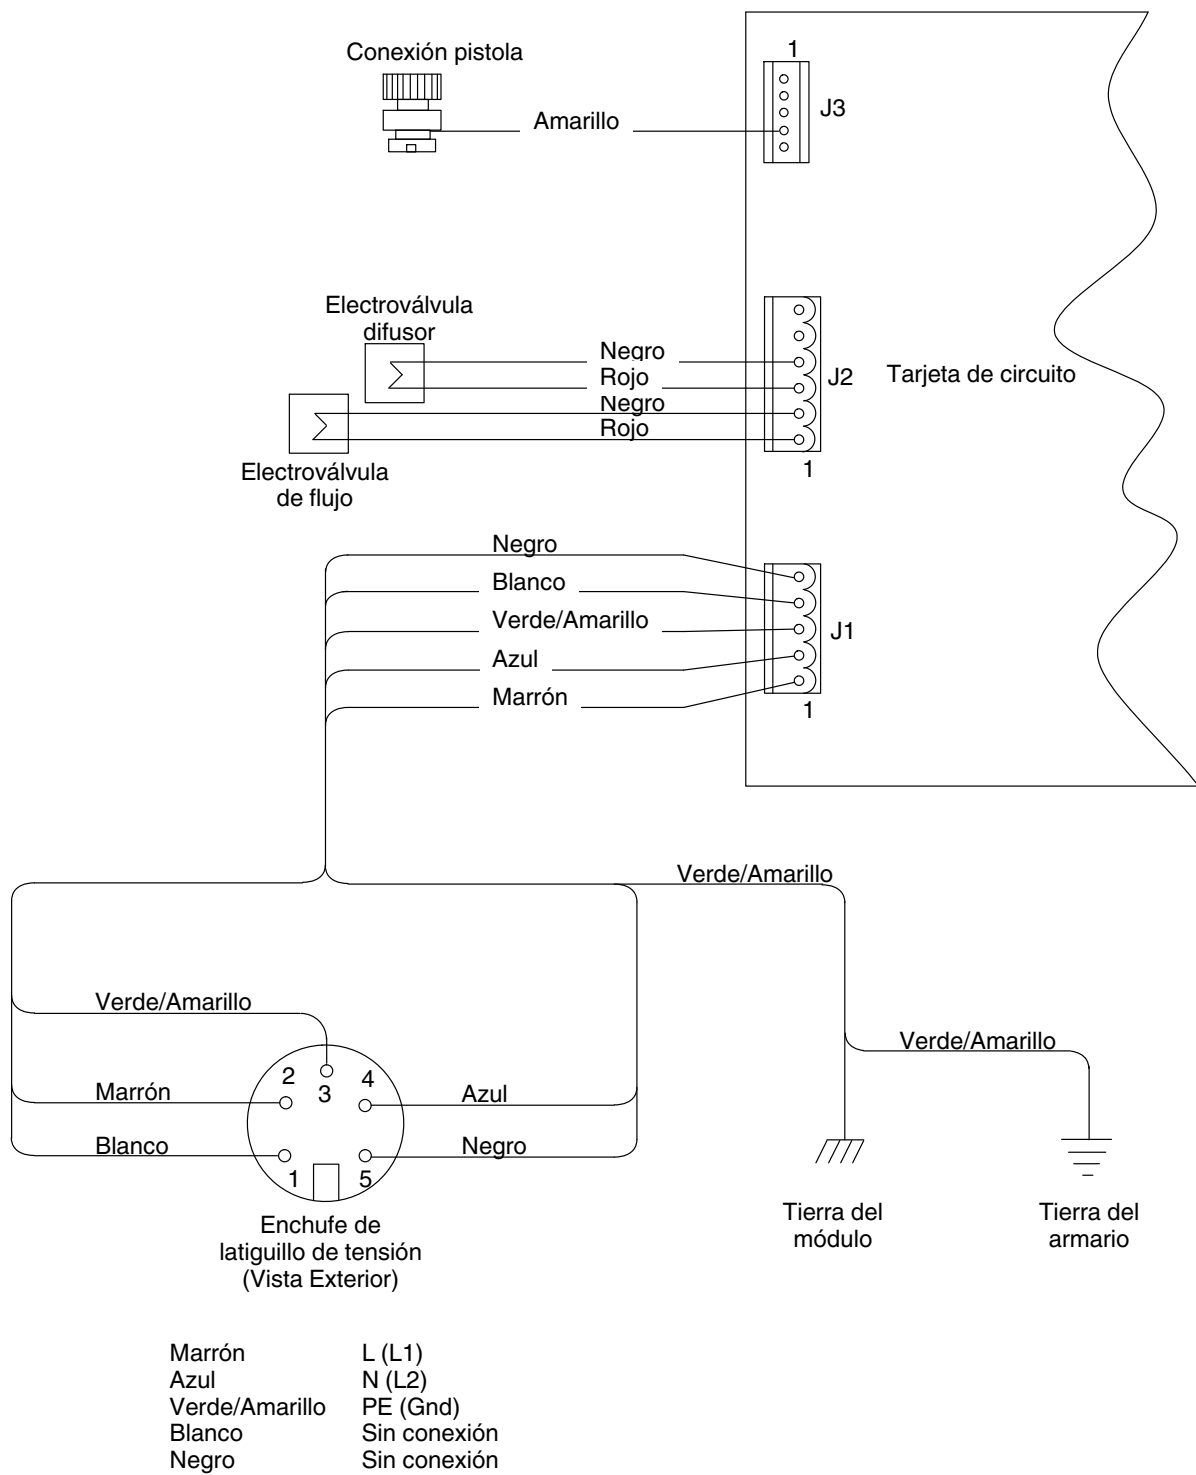 Conexión pistola
1
Amarillo
J3
Electroválvula
difusor
Negro
Rojo
Negro
Rojo
J2
Tarjeta de circuito
Electroválvula
de flujo
1
Negro
Blanco
Verde/Amarillo
J1
Azul
Marrón
1
Verde/Amarillo
Verde/Amarillo
Verde/Amarillo
2
3
4
Marrón
Azul
Blanco
Negro
1
5
Enchufe de
latiguillo de tensión
(Vista Exterior)
Tierra del
módulo
Tierra del
armario
Marrón L (L1)
Azul N (L2)
Verde/Amarillo PE (Gnd)
Blanco Sin conexión
Negro Sin conexión